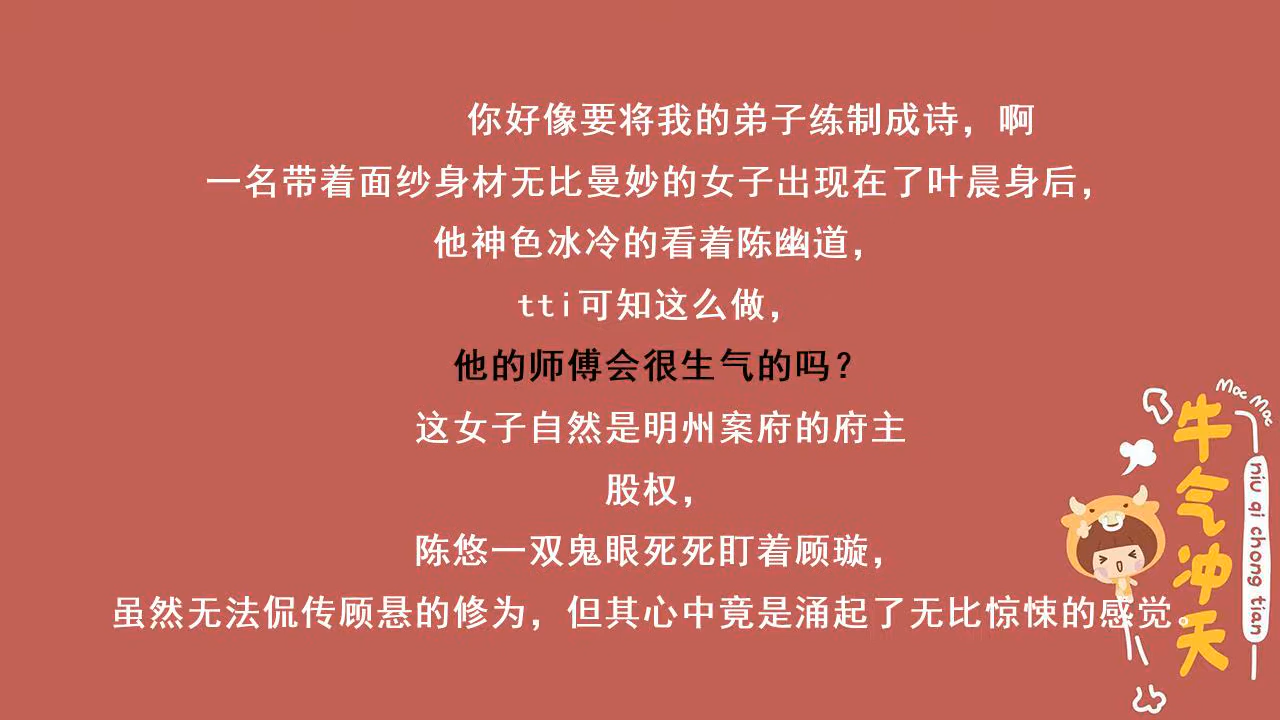 你好像要将我的弟子练制成诗，啊
一名带着面纱身材无比曼妙的女子出现在了叶晨身后，
他神色冰冷的看着陈幽道，
tti可知这么做，
他的师傅会很生气的吗？
这女子自然是明州案府的府主
股权，
陈悠一双鬼眼死死盯着顾璇，
虽然无法侃传顾悬的修为，但其心中竟是涌起了无比惊悚的感觉。
Moc Moc
牛气冲天
niu qi chong tian